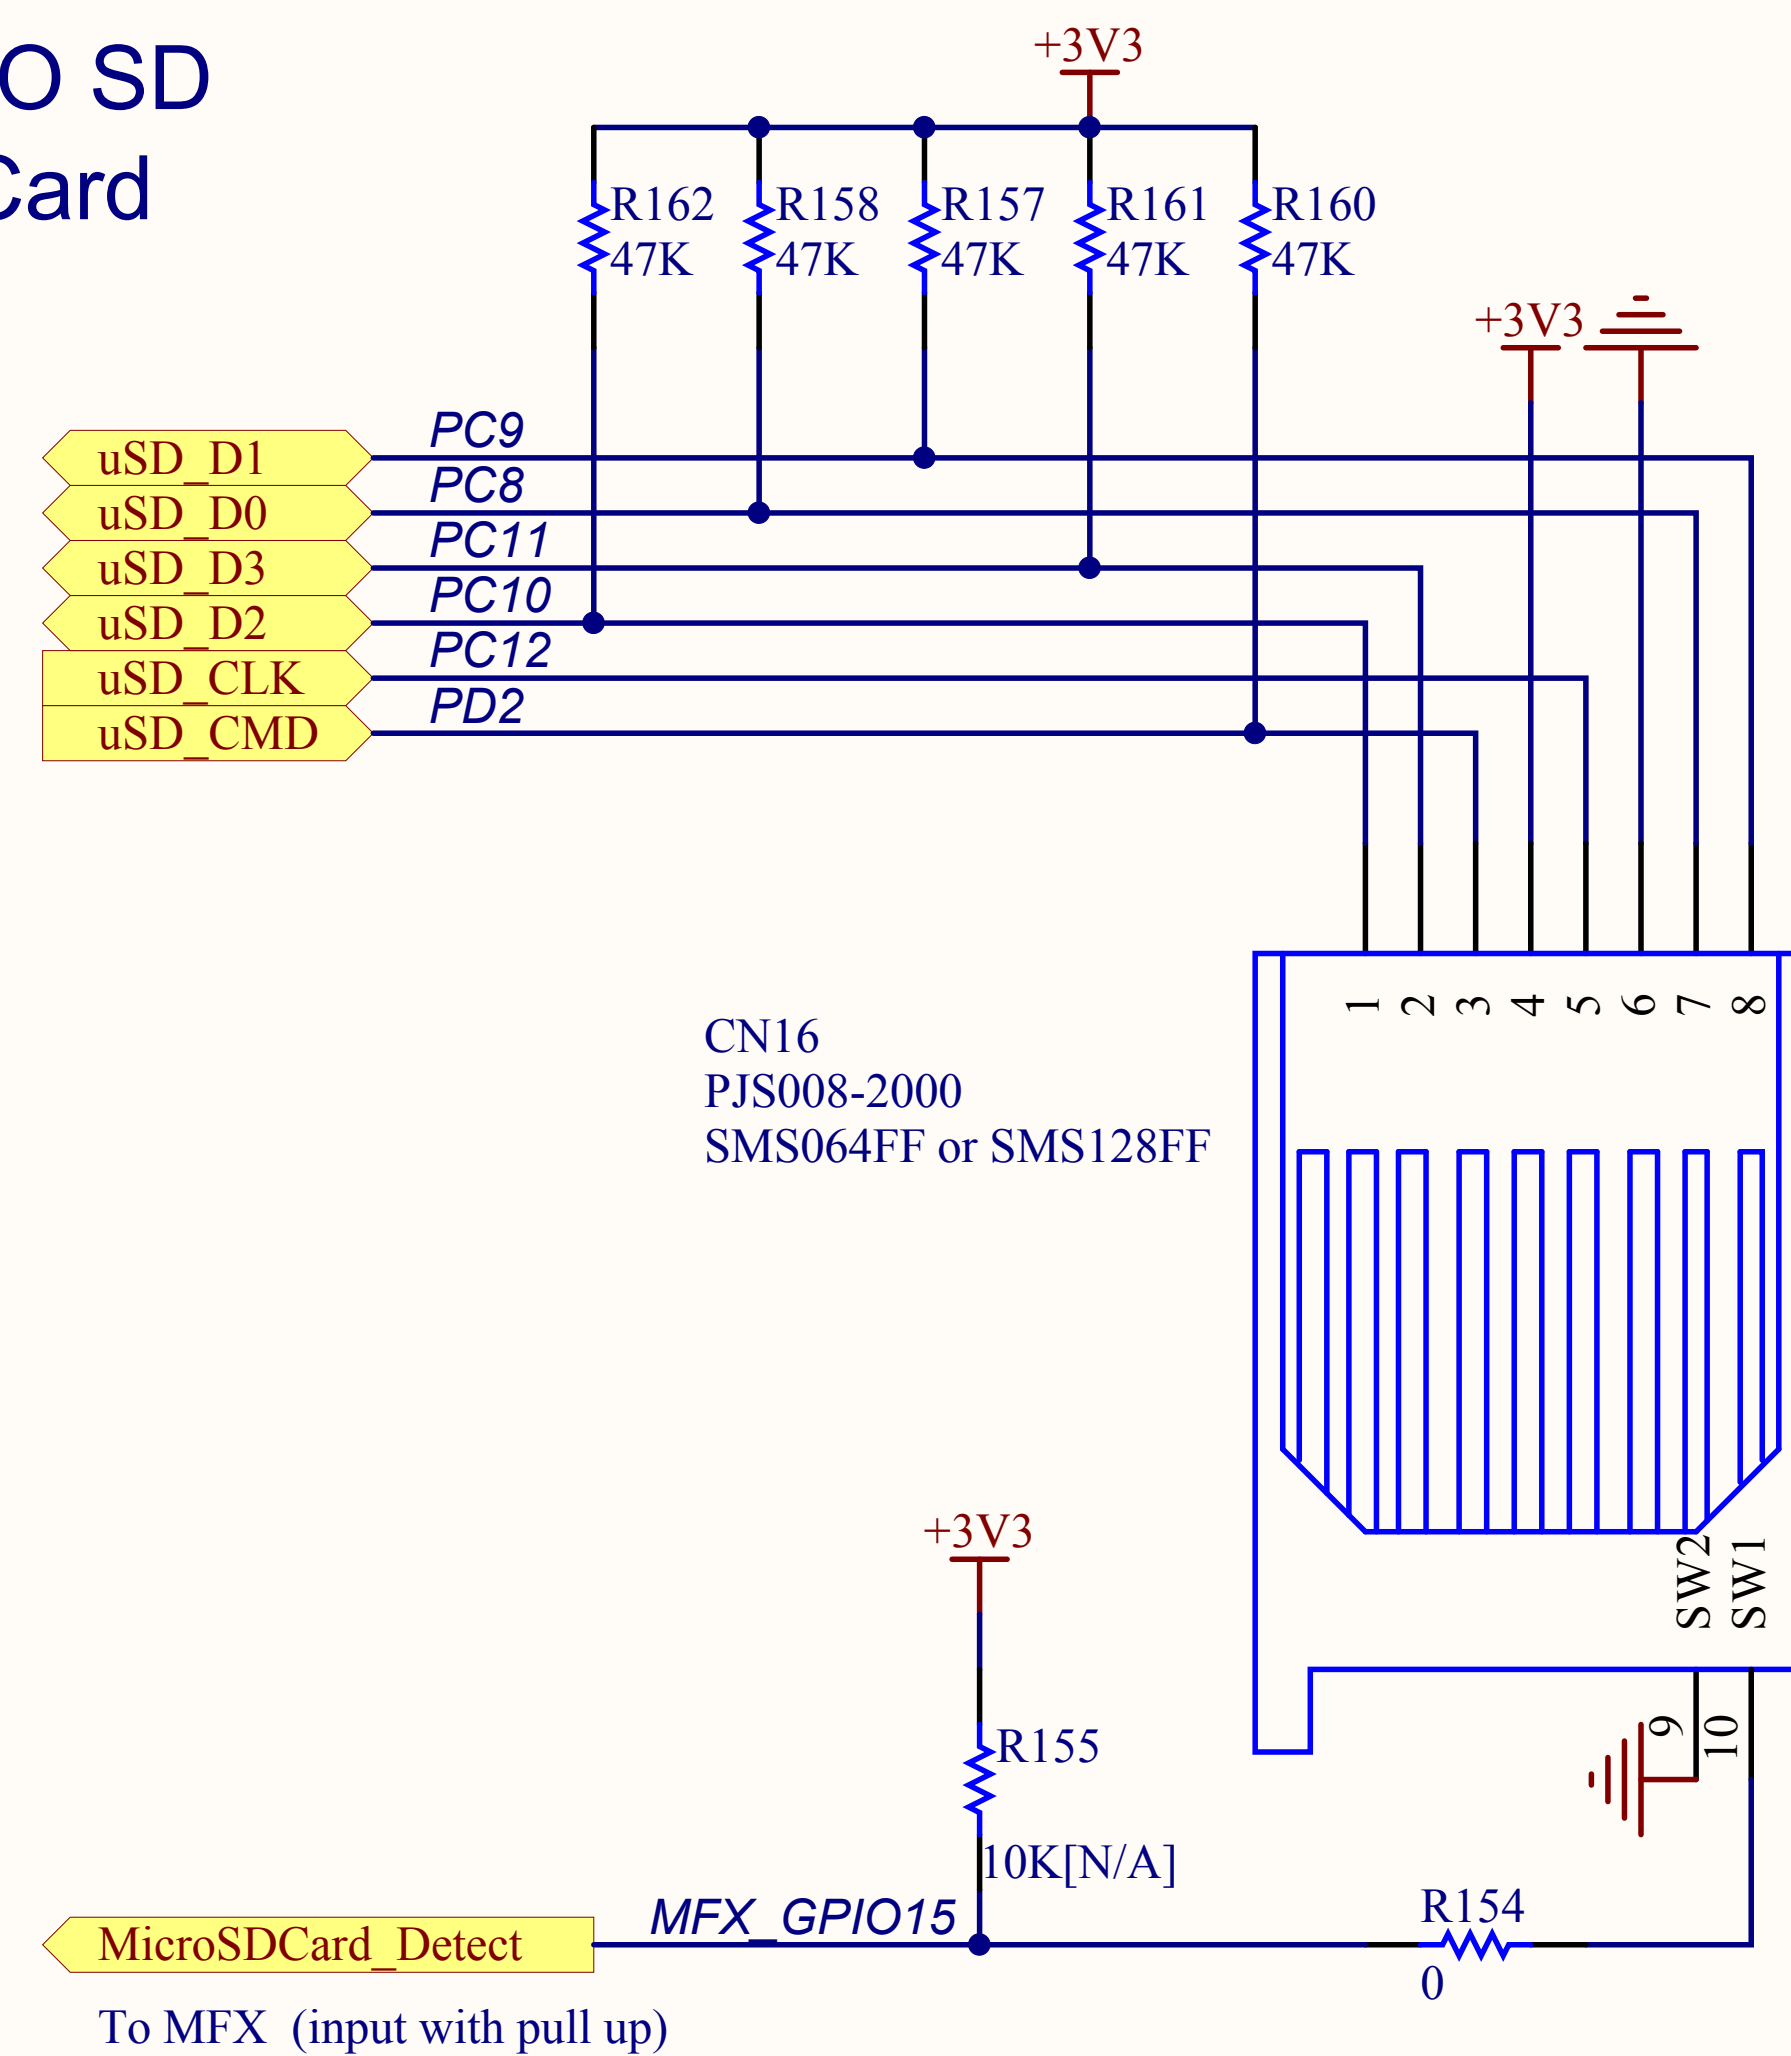 O SD
Card
+3V3
R162
47K
R158
47K
R157
47K
R161
47K
R160
47K
+3V3
uSD_D1
PC9
uSD_D0
PC8
uSD_D3
PC11
uSD_D2
PC10
uSD_CLK
PC12
uSD_CMD
PD2
1 2 3 4 5 6 7 8
CN16
PJS008-2000
SMS064FF or SMS128FF
SW2
SW1
9
10
+3V3
R155
10K[N/A]
MicroSDCard_Detect
MFX_GPIO15
R154
0
To MFX (input with pull up)